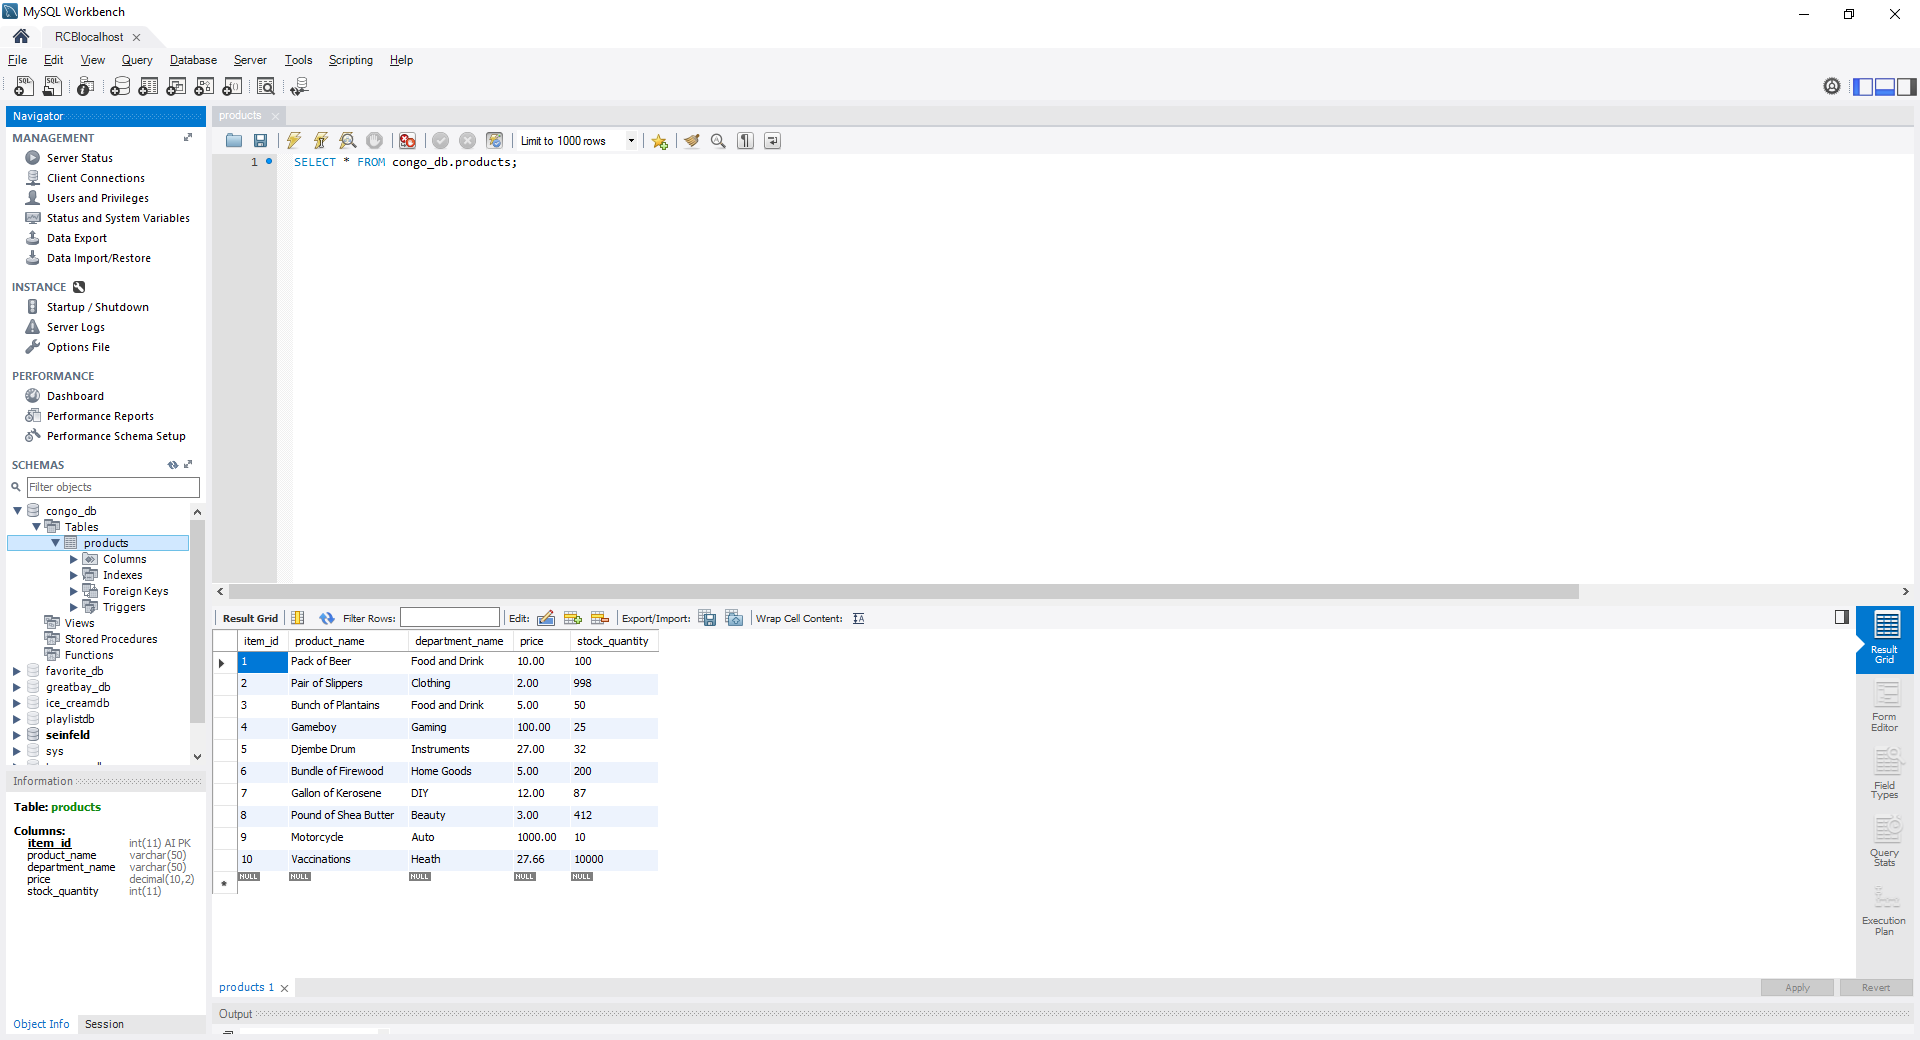 MySQL Workbench
RCBlocalhost
File Edit View Query Database Server Tools Scripting Help
Navigator
MANAGEMENT
Server Status
Client Connections
Users and Privileges
Status and System Variables
Data Export
Data Import/Restore
INSTANCE
Startup / Shutdown
Server Logs
Options File
PERFORMANCE
Dashboard
Performance Reports
Performance Schema Setup
SCHEMAS
Filter objects
congo_db
Tables
products
Columns
Indexes
Foreign Keys
Triggers
Views
Stored Procedures
Functions
favorite_db
greatbay_db
ice_creamdb
playlistdb
seinfeld
sys
Information
Table: products
Columns:
item_id int(11) AI PK
product_name varchar(50)
department_name varchar(50)
price decimal(10,2)
stock_quantity int(11)
Object Info Session
products
Limit to 1000 rows
1 SELECT * FROM congo_db.products;
Result Grid Filter Rows: Edit: Export/Import: Wrap Cell Content: IA
item_id product_name department_name price stock_quantity
1 Pack of Beer Food and Drink 10.00 100
2 Pair of Slippers Clothing 2.00 998
3 Bunch of Plantains Food and Drink 5.00 50
4 Gameboy Gaming 100.00 25
5 Djembe Drum Instruments 27.00 32
6 Bundle of Firewood Home Goods 5.00 200
7 Gallon of Kerosene DIY 12.00 87
8 Pound of Shea Butter Beauty 3.00 412
9 Motorcycle Auto 1000.00 10
10 Vaccinations Heath 27.66 10000
NULL NULL NULL NULL NULL
Result
Grid
Form
Editor
Field
Types
Query
Stats
Execution
Plan
products 1
Apply Revert
Output